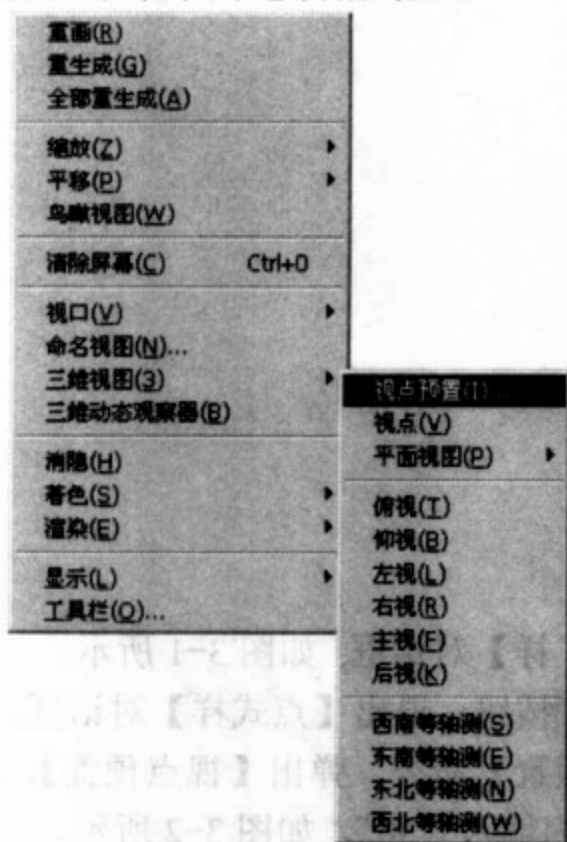 重画(R)
重生成(G)
全部重生成(A)
缩放(Z)
平移(P)
鸟瞰视图(W)
清除屏幕(C) Ctrl+0
视口(V)
命名视图(N)...
三维视图(3)
三维动态观察器(B)
消隐(H)
着色(S)
渲染(E)
显示(L)
工具栏(O)...
视点预置(I)...
视点(V)
平面视图(P)
俯视(T)
仰视(B)
左视(L)
右视(R)
主视(F)
后视(K)
西南等轴测(S)
东南等轴测(E)
东北等轴测(N)
西北等轴测(W)